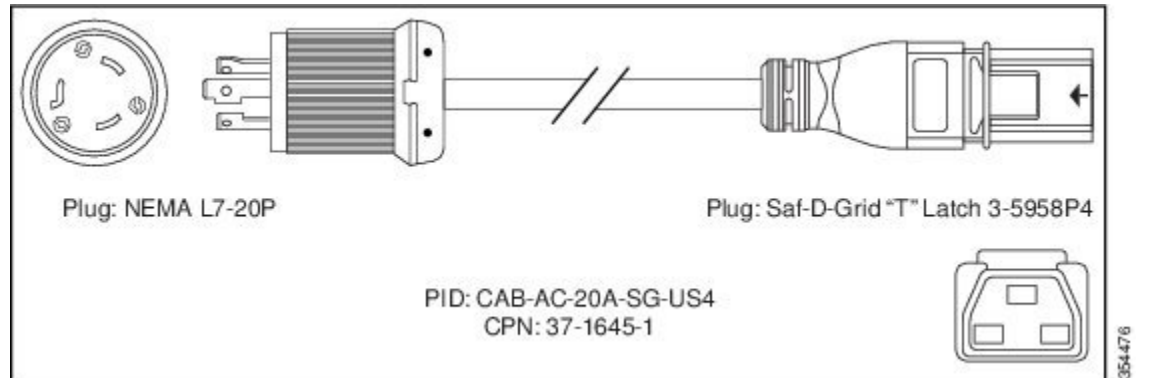 Plug: NEMA L7-20P
Plug: Saf-D-Grid “T” Latch 3-5958P4
PID: CAB-AC-20A-SG-US4
CPN: 37-1645-1
354476